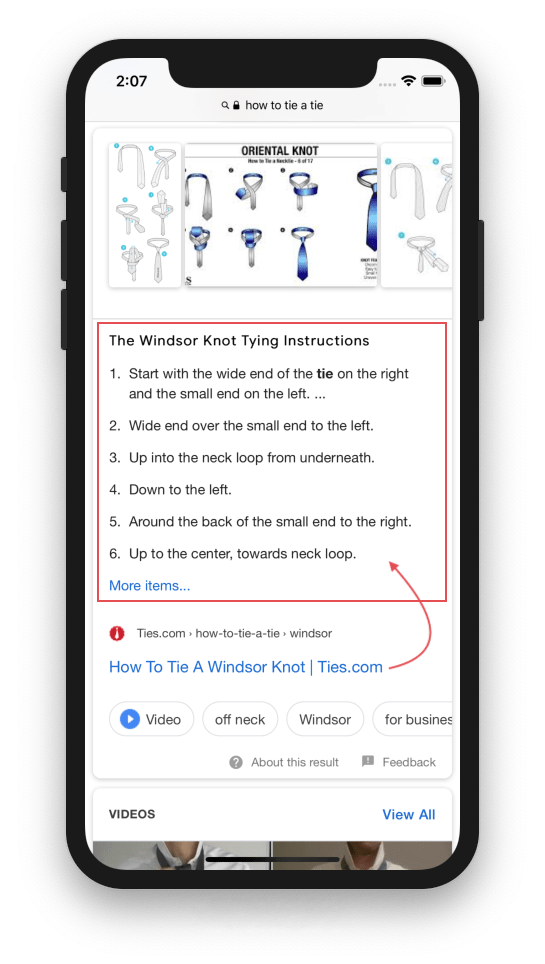 2:07
how to tie a tie
ORIENTAL KNOT
How to Tie a Necktie - 6 of 17
The Windsor Knot Tying Instructions
1. Start with the wide end of the tie on the right
and the small end on the left. ...
2. Wide end over the small end to the left.
3. Up into the neck loop from underneath.
4. Down to the left.
5. Around the back of the small end to the right.
6. Up to the center, towards neck loop.
More items...
Ties.com › how-to-tie-a-tie › windsor
How To Tie A Windsor Knot | Ties.com
Video
off neck
Windsor
for busines
About this result
Feedback
VIDEOS
View All